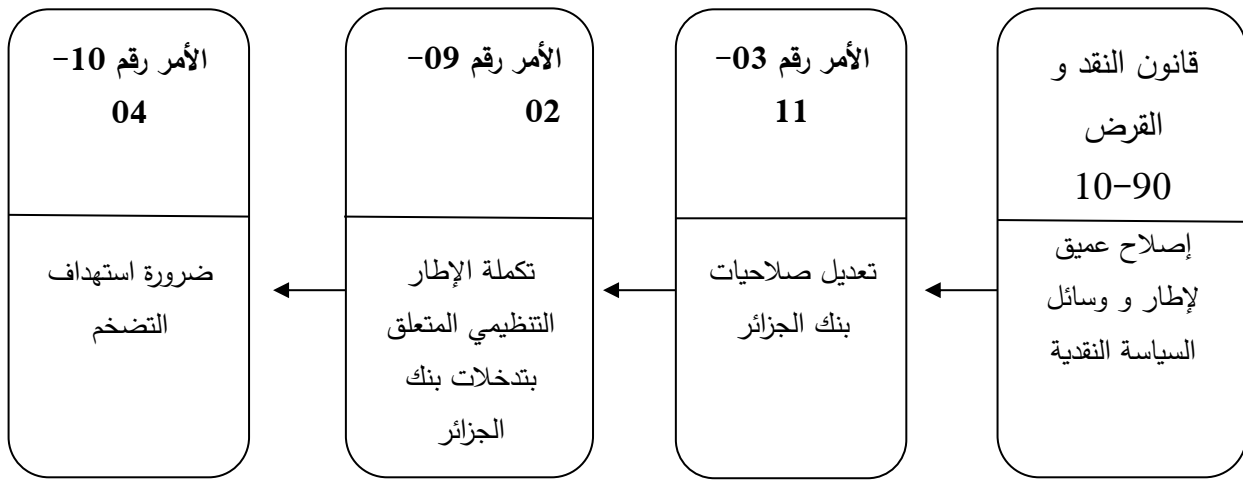 قانون النقد و
القرض
10-90
إصلاح عميق
لإطار و وسائل
السياسة النقدية
الأمر رقم 03-
11
تعديل صلاحيات
بنك الجزائر
الأمر رقم 09-
02
تكملة الإطار
التنظيمي المتعلق
بتدخلات بنك
الجزائر
الأمر رقم 10-
04
ضرورة استهداف
التضخم